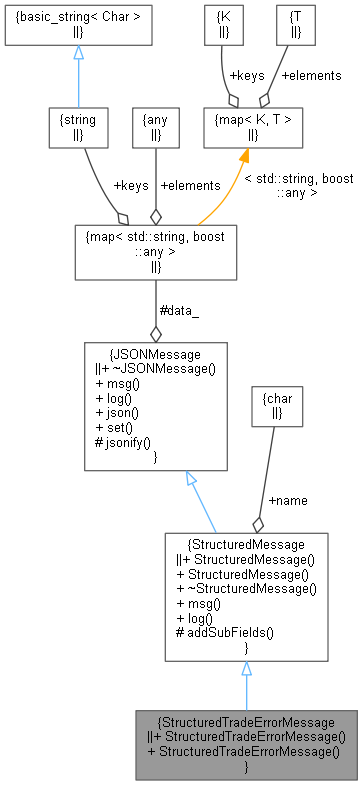 {basic_string< Char >
||}
{K
||}
{T
||}
+keys
+elements
{string
||}
{any
||}
{map< K, T >
||}
+keys
+elements
< std::string, boost
::any >
{map< std::string, boost
::any >
||}
#data_
{JSONMessage
||+ ~JSONMessage()
+ msg()
+ log()
+ json()
+ set()
# jsonify()
}
{char
||}
+name
{StructuredMessage
||+ StructuredMessage()
+ StructuredMessage()
+ ~StructuredMessage()
+ msg()
+ log()
# addSubFields()
}
{StructuredTradeErrorMessage
||+ StructuredTradeErrorMessage()
+ StructuredTradeErrorMessage()
}